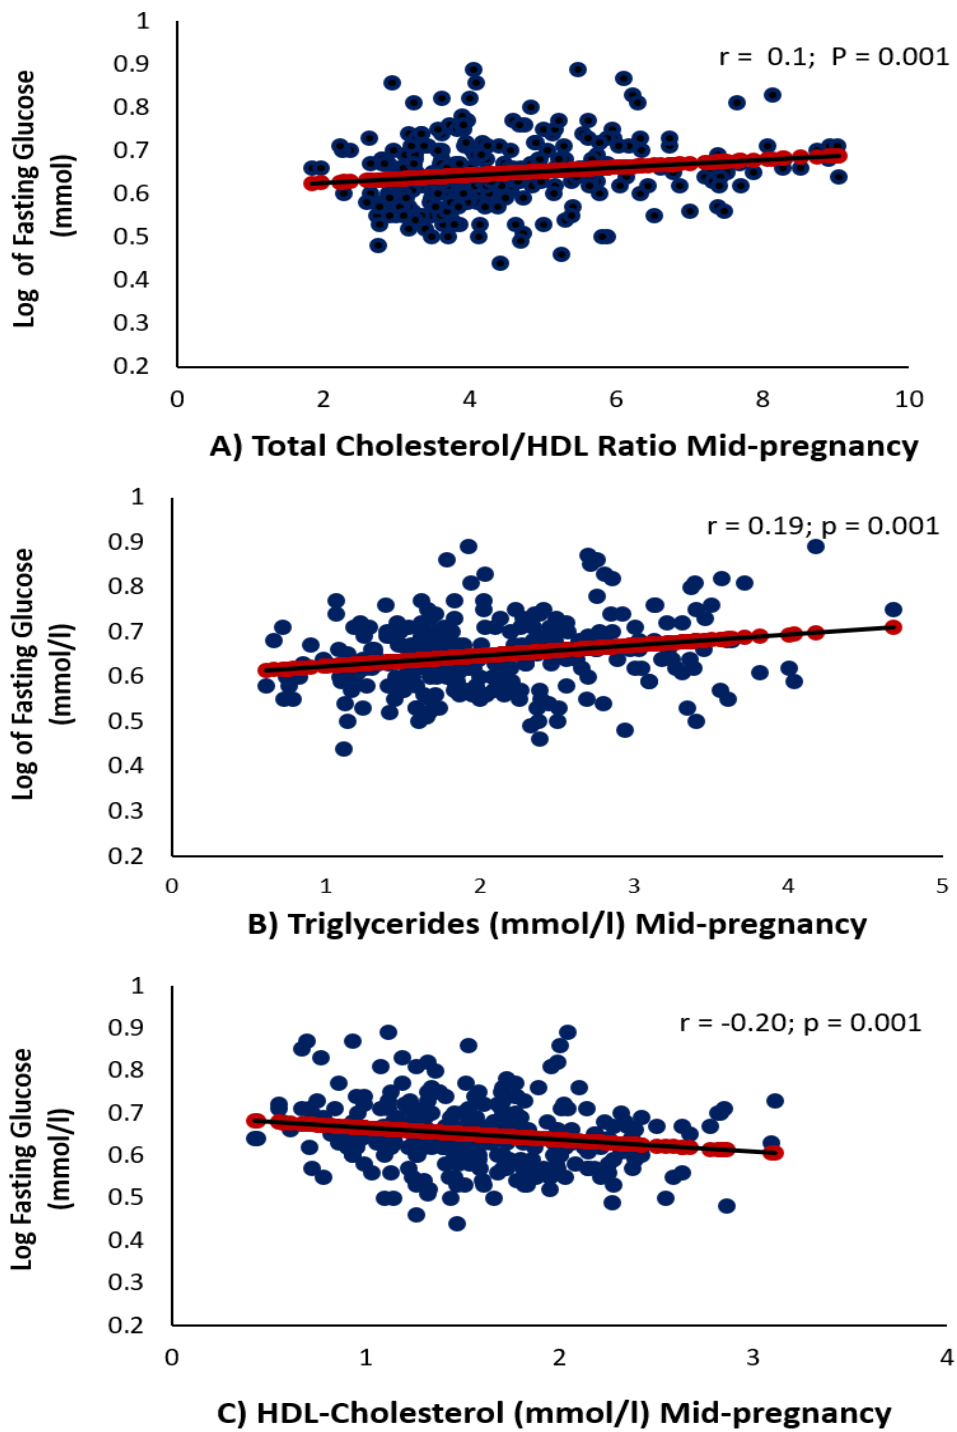 1
0.9
0.8
0.7
0.6
0.5
0.4
0.3
0.2
Log of Fasting Glucose
(mmol)
r = 0.1; P = 0.001
0 2 4 6 8 10
A) Total Cholesterol/HDL Ratio Mid-pregnancy
1
0.9
0.8
0.7
0.6
0.5
0.4
0.3
0.2
Log of Fasting Glucose
(mmol/l)
r = 0.19; p = 0.001
0 1 2 3 4 5
B) Triglycerides (mmol/l) Mid-pregnancy
1
0.9
0.8
0.7
0.6
0.5
0.4
0.3
0.2
Log Fasting Glucose
(mmol/l)
r = -0.20; p = 0.001
0 1 2 3 4
C) HDL-Cholesterol (mmol/l) Mid-pregnancy